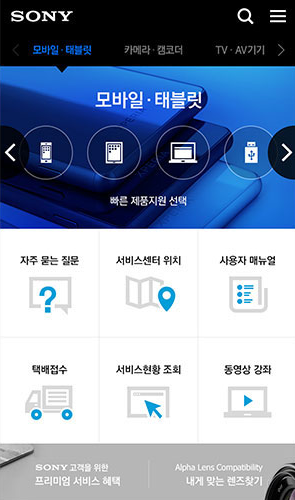 SONY
모바일 · 태블릿 카메라 · 캠코더 TV · AV기기
모바일 · 태블릿
빠른 제품지원 선택
자주 묻는 질문 서비스센터 위치 사용자 매뉴얼
?
택배접수 서비스현황 조회 동영상 강좌
SONY 고객을 위한 Alpha Lens Compatibility
프리미엄 서비스 혜택 내게 맞는 렌즈찾기